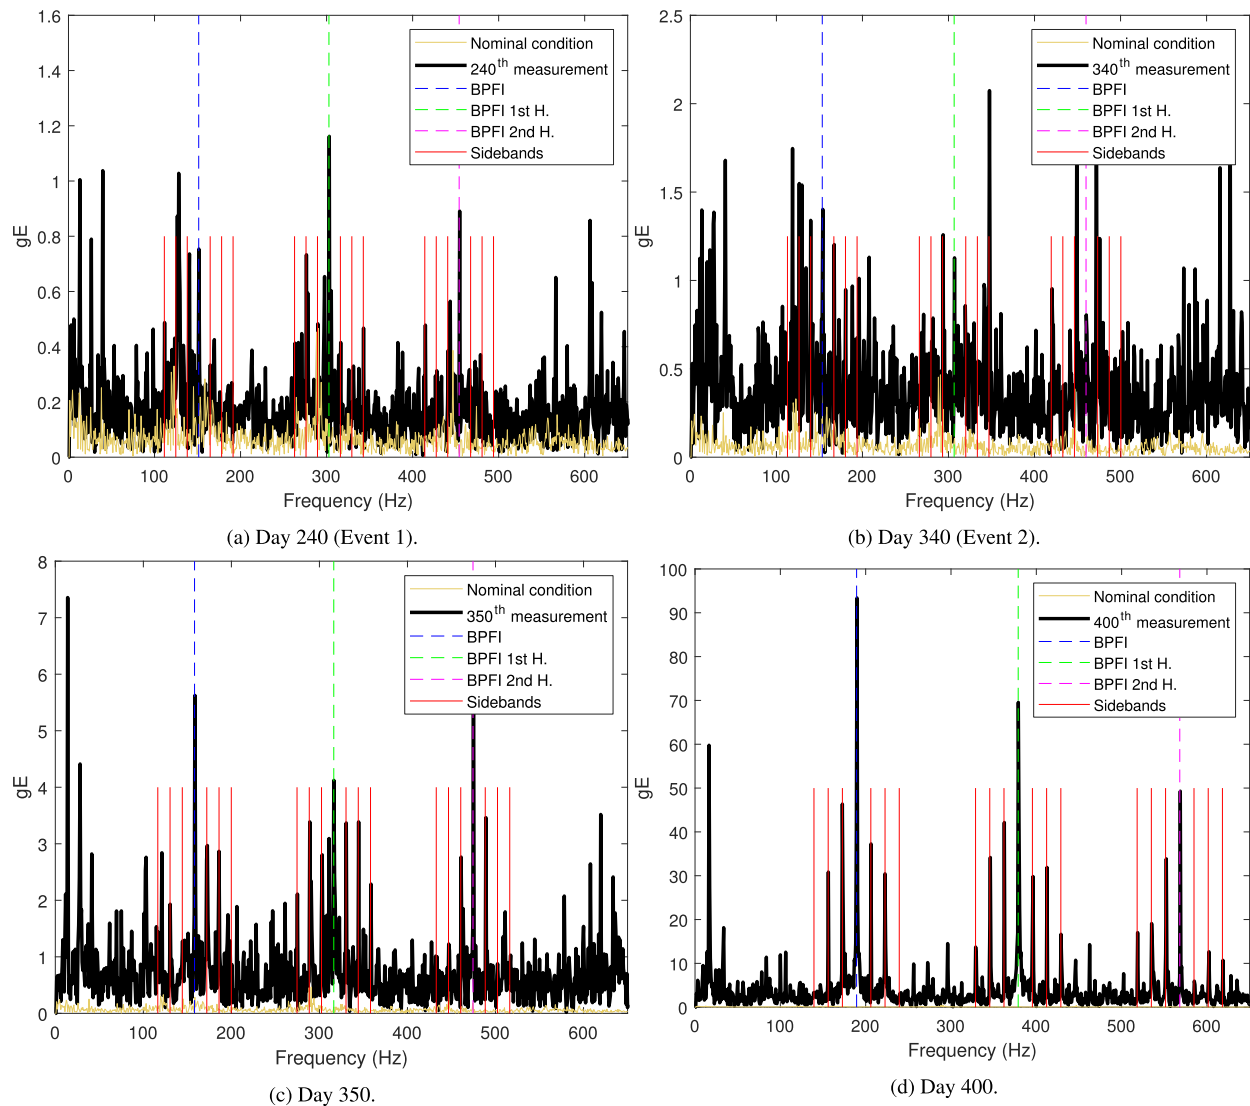 1.6
1.4
1.2
1
0.8
0.6
0.4
0.2
0
gE
0 100 200 300 400 500 600
Frequency (Hz)
Nominal condition
240th measurement
BPFI
BPFI 1st H.
BPFI 2nd H.
Sidebands
(a) Day 240 (Event 1).
2.5
2
1.5
1
0.5
0
gE
0 100 200 300 400 500 600
Frequency (Hz)
Nominal condition
340th measurement
BPFI
BPFI 1st H.
BPFI 2nd H.
Sidebands
(b) Day 340 (Event 2).
8
7
6
5
4
3
2
1
0
gE
0 100 200 300 400 500 600
Frequency (Hz)
Nominal condition
350th measurement
BPFI
BPFI 1st H.
BPFI 2nd H.
Sidebands
(c) Day 350.
100
90
80
70
60
50
40
30
20
10
0
gE
0 100 200 300 400 500 600
Frequency (Hz)
Nominal condition
400th measurement
BPFI
BPFI 1st H.
BPFI 2nd H.
Sidebands
(d) Day 400.